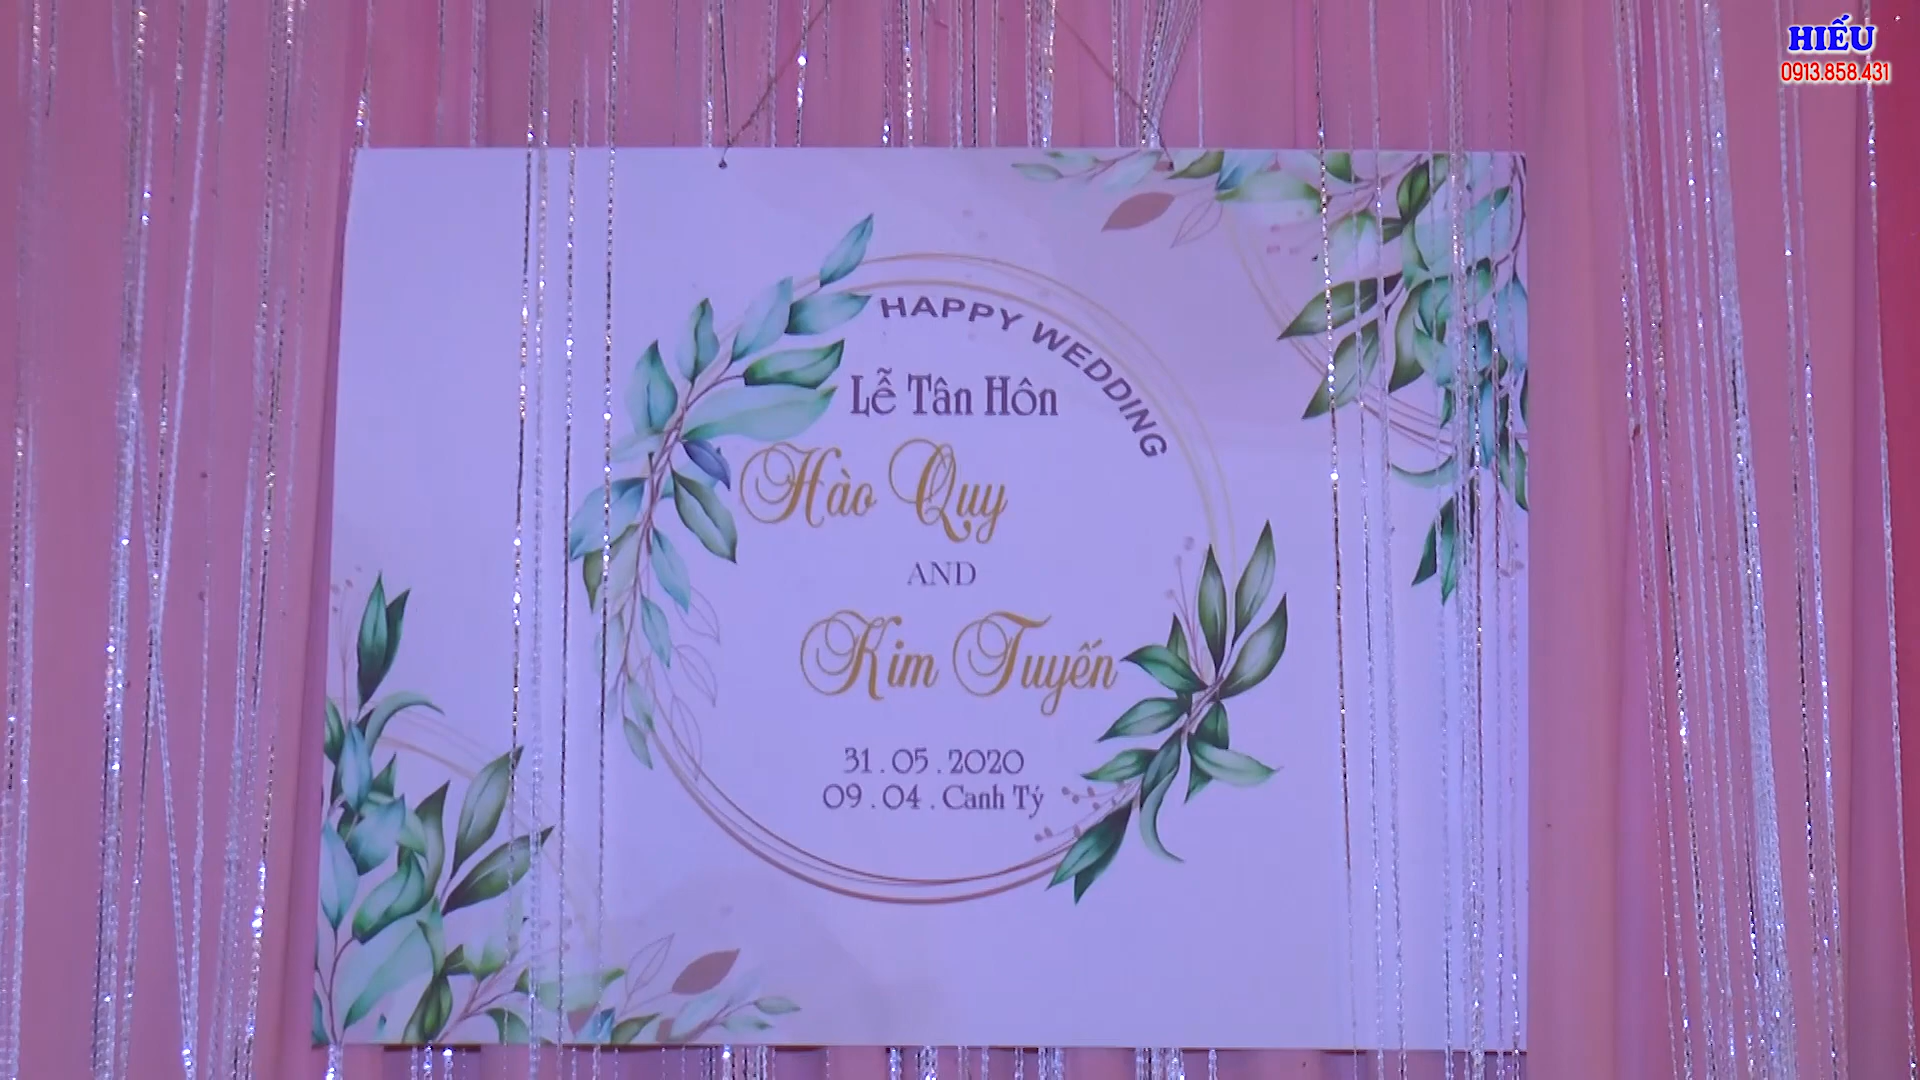 HIẾU
0913.858.431
HAPPY WEDDING
Lễ Tân Hôn
Hào Quy
AND
Kim Tuyến
31.05.2020
09.04.Canh Tý